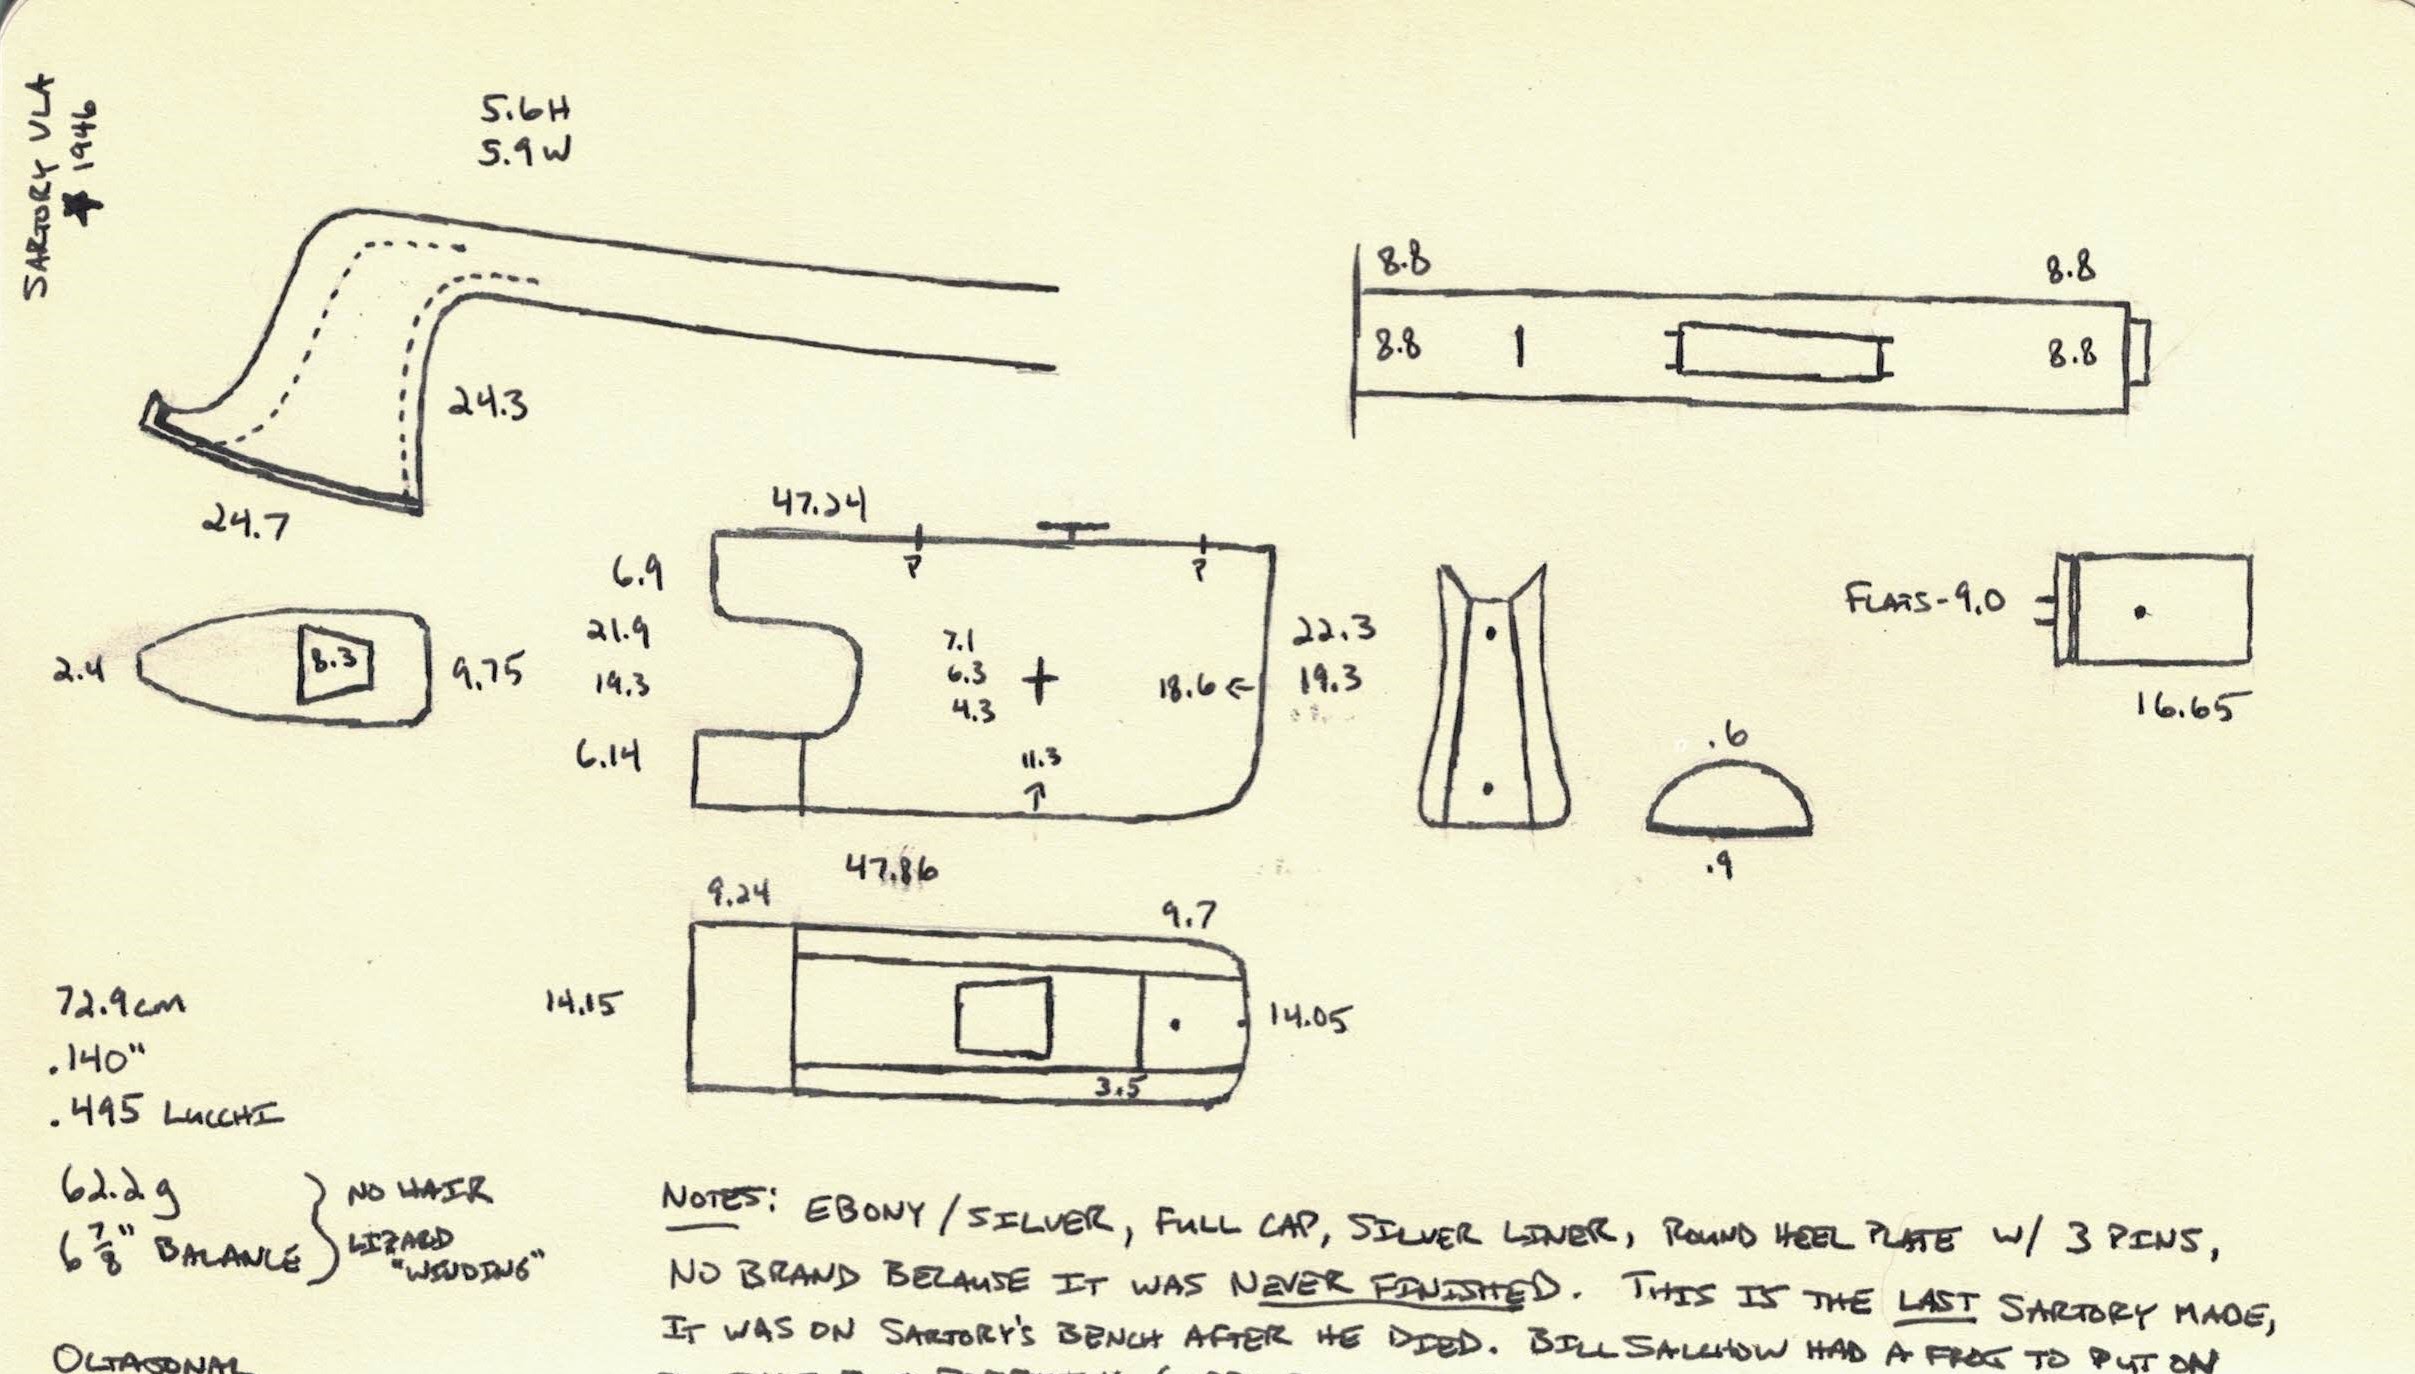 SARTORY VLA
1946
5.6H
5.9W
24.3
24.7
8.8
8.8
8.8
8.8
47.24
P
P
6.9
21.9
19.3
6.14
7.1
6.3
4.3
18.6
11.3
22.3
19.3
47.86
2.4
8.3
9.75
FLATS-9.0
16.65
.6
.9
9.24
9.7
14.15
14.05
3.5
72.9cm
.140"
.495 LUCCHI
62.2g
6 7/8" BALANCE
NO HAIR
LIZARD
"WINDING"
OCTAGONAL
NOTES: EBONY/SILVER, FULL CAP, SILVER LINER, ROUND HEEL PLATE W/ 3 PINS,
NO BRAND BECAUSE IT WAS NEVER FINISHED. THIS IS THE LAST SARTORY MADE,
IT WAS ON SARTORY'S BENCH AFTER HE DIED. BILL SALCHOW HAD A FROG TO PUT ON